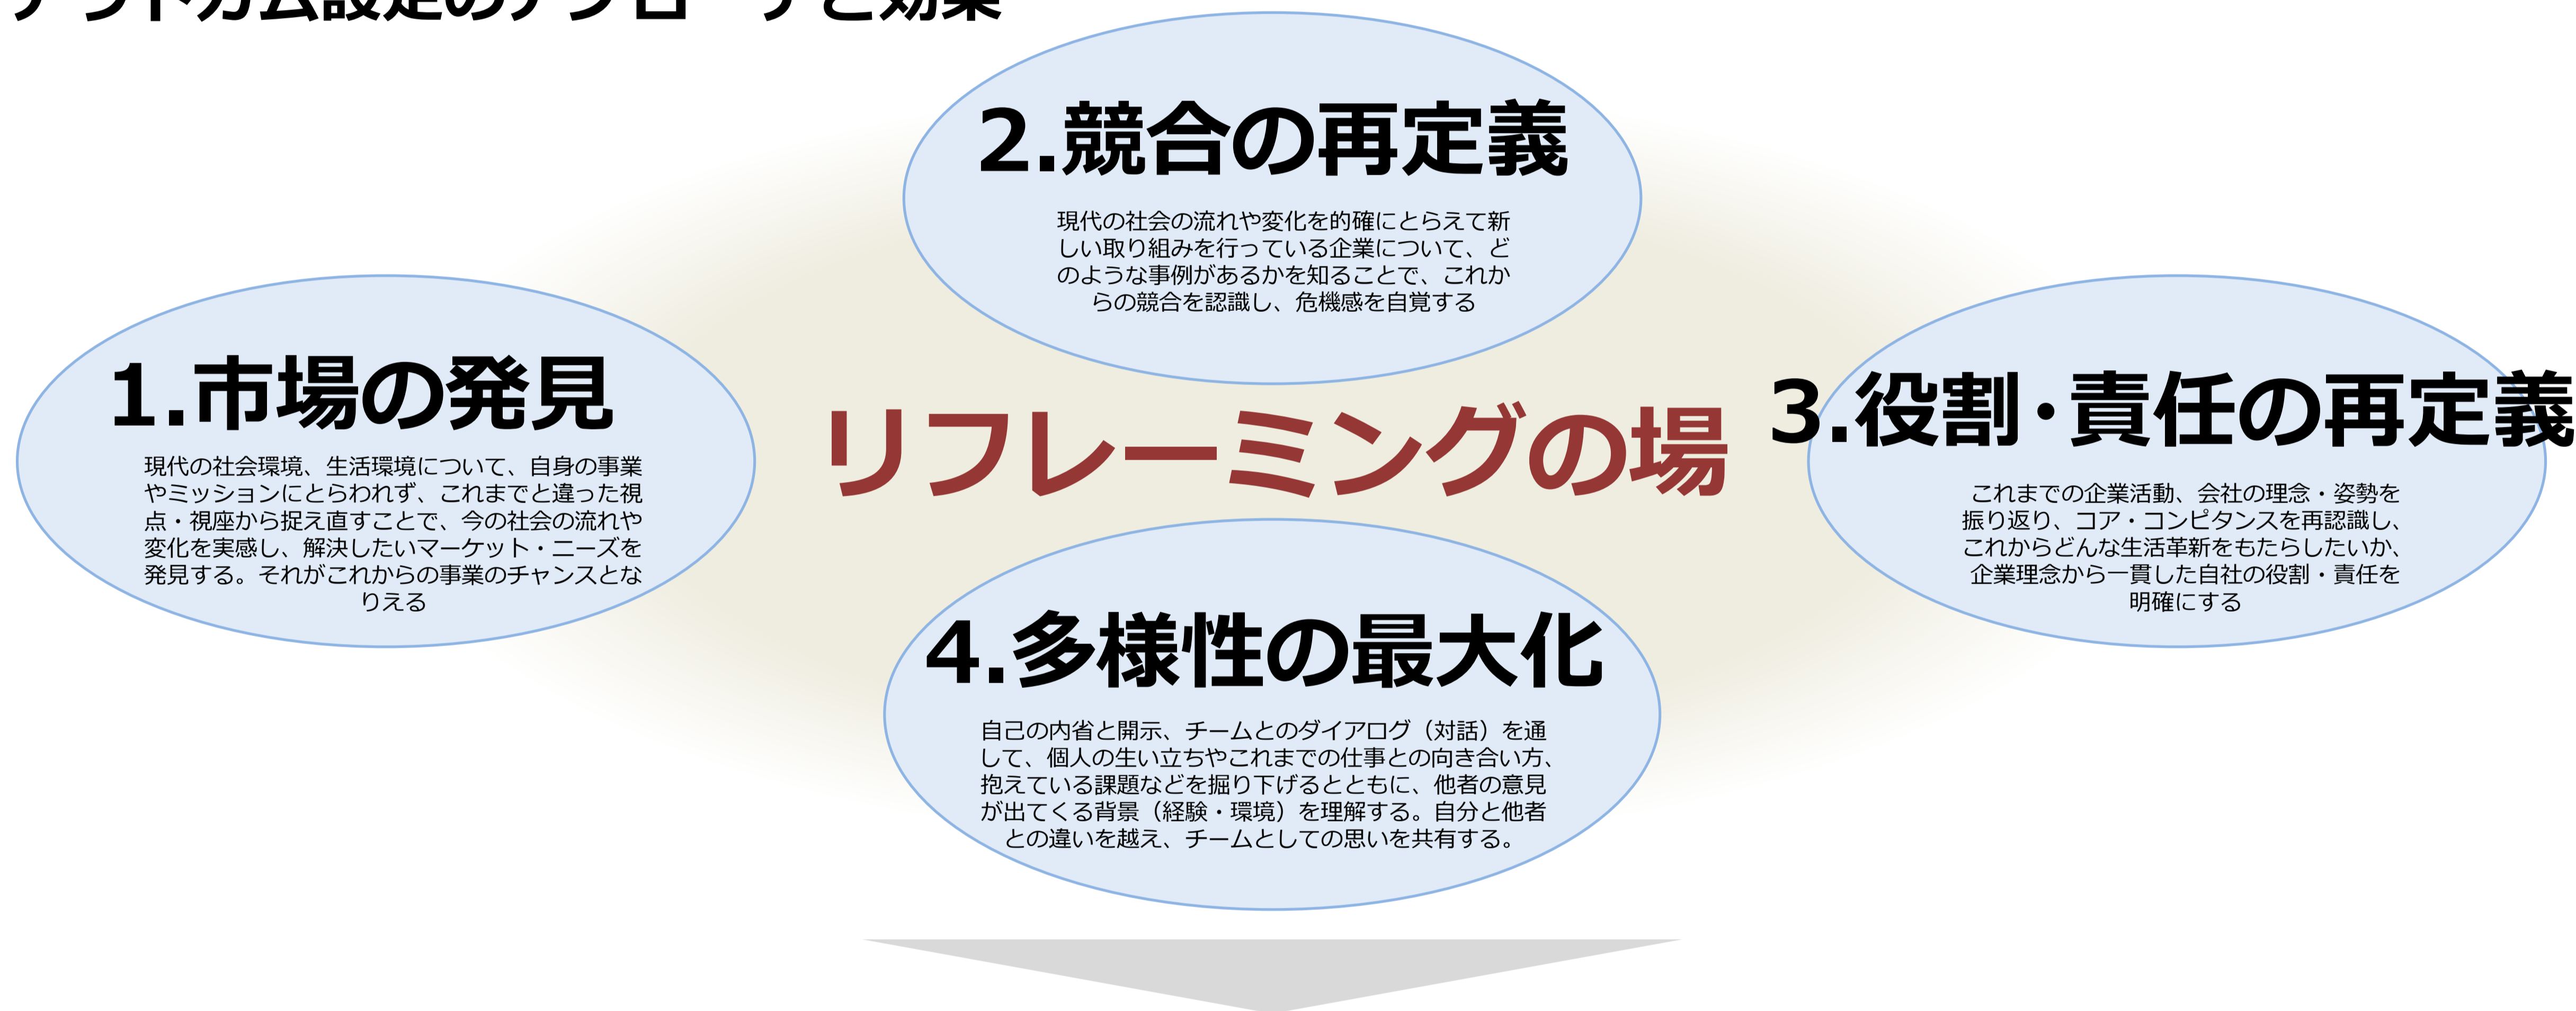 アウトカム設定のアプローチと効果
2.競合の再定義
現代の社会の流れや変化を的確にとらえて新
しい取り組みを行っている企業について、ど
のような事例があるかを知ることで、これか
らの競合を認識し、危機感を自覚する
1.市場の発見
現代の社会環境、生活環境について、自身の事業
やミッションにとらわれず、これまでと違った視
点・視座から捉え直すことで、今の社会の流れや
変化を実感し、解決したいマーケット・ニーズを
発見する。それがこれからの事業のチャンスとな
りえる
リフレーミングの場
3.役割・責任の再定義
これまでの企業活動、会社の理念・姿勢を
振り返り、コア・コンピタンスを再認識し、
これからどんな生活革新をもたらしたいか、
企業理念から一貫した自社の役割・責任を
明確にする
4.多様性の最大化
自己の内省と開示、チームとのダイアログ（対話）を通
して、個人の生い立ちやこれまでの仕事との向き合い方、
抱えている課題などを掘り下げるとともに、他者の意見
が出てくる背景（経験・環境）を理解する。自分と他者
との違いを越え、チームとしての思いを共有する。